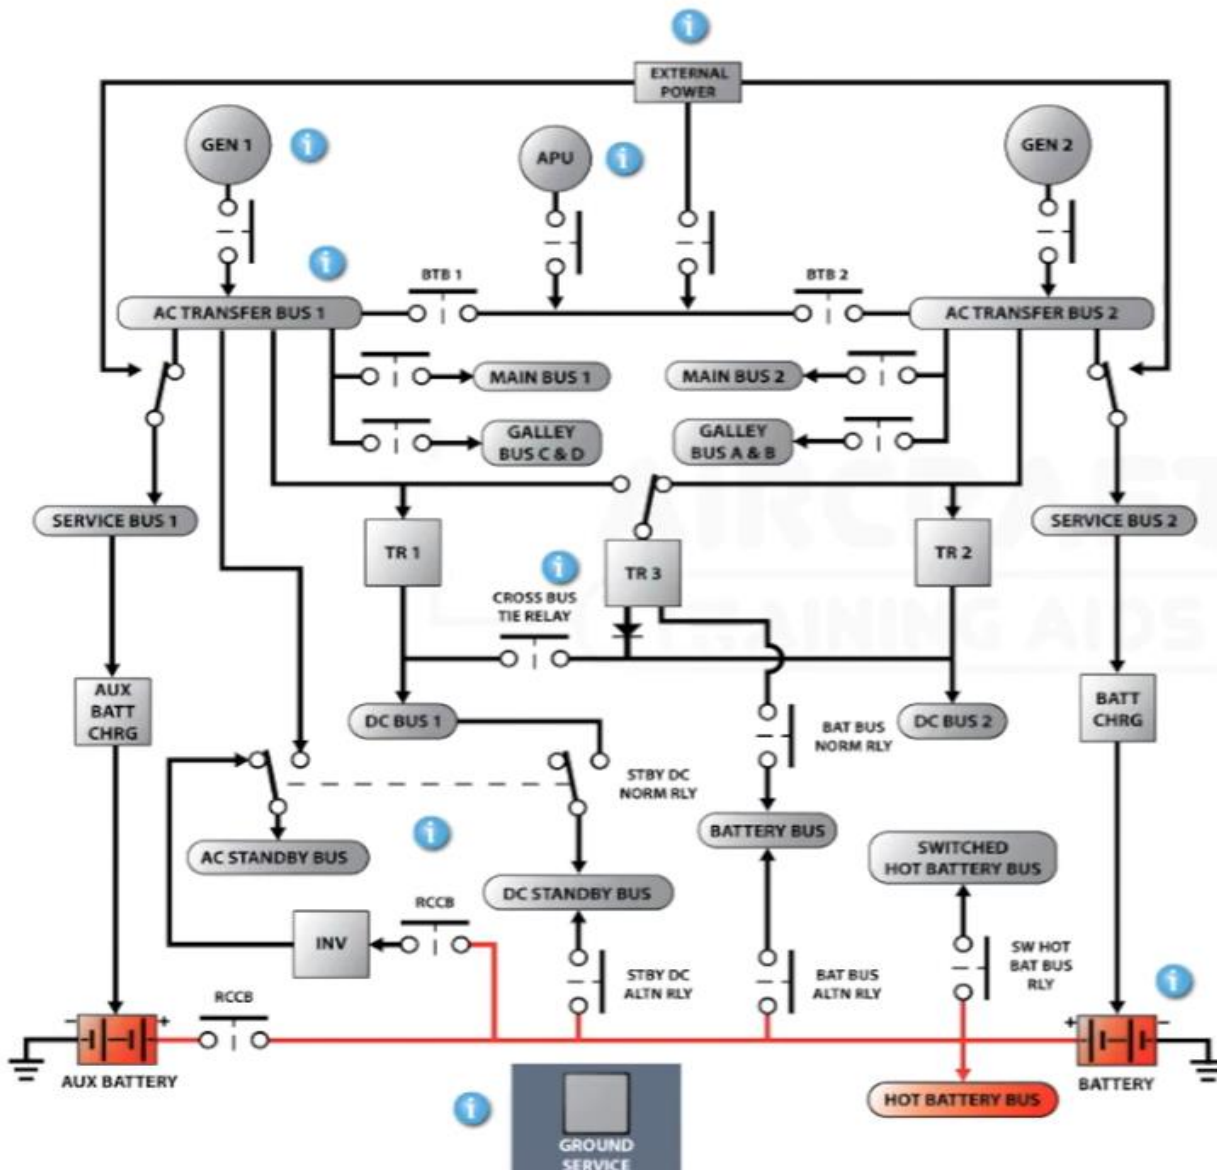 EXTERNAL
POWER
GEN 1
APU
GEN 2
BTB 1
BTB 2
AC TRANSFER BUS 1
AC TRANSFER BUS 2
MAIN BUS 1
MAIN BUS 2
GALLEY
BUS C & D
GALLEY
BUS A & B
SERVICE BUS 1
SERVICE BUS 2
TR 1
TR 3
TR 2
CROSS BUS
TIE RELAY
AUX
BATT
CHRG
BATT
CHRG
DC BUS 1
DC BUS 2
BAT BUS
NORM RLY
STBY DC
NORM RLY
AC STANDBY BUS
BATTERY BUS
SWITCHED
HOT BATTERY BUS
DC STANDBY BUS
RCCB
INV
STBY DC
ALTN RLY
BAT BUS
ALTN RLY
SW HOT
BAT BUS
RLY
RCCB
- +
+ -
AUX BATTERY
BATTERY
HOT BATTERY BUS
GROUND
SERVICE
i
i
i
i
i
i
i
i